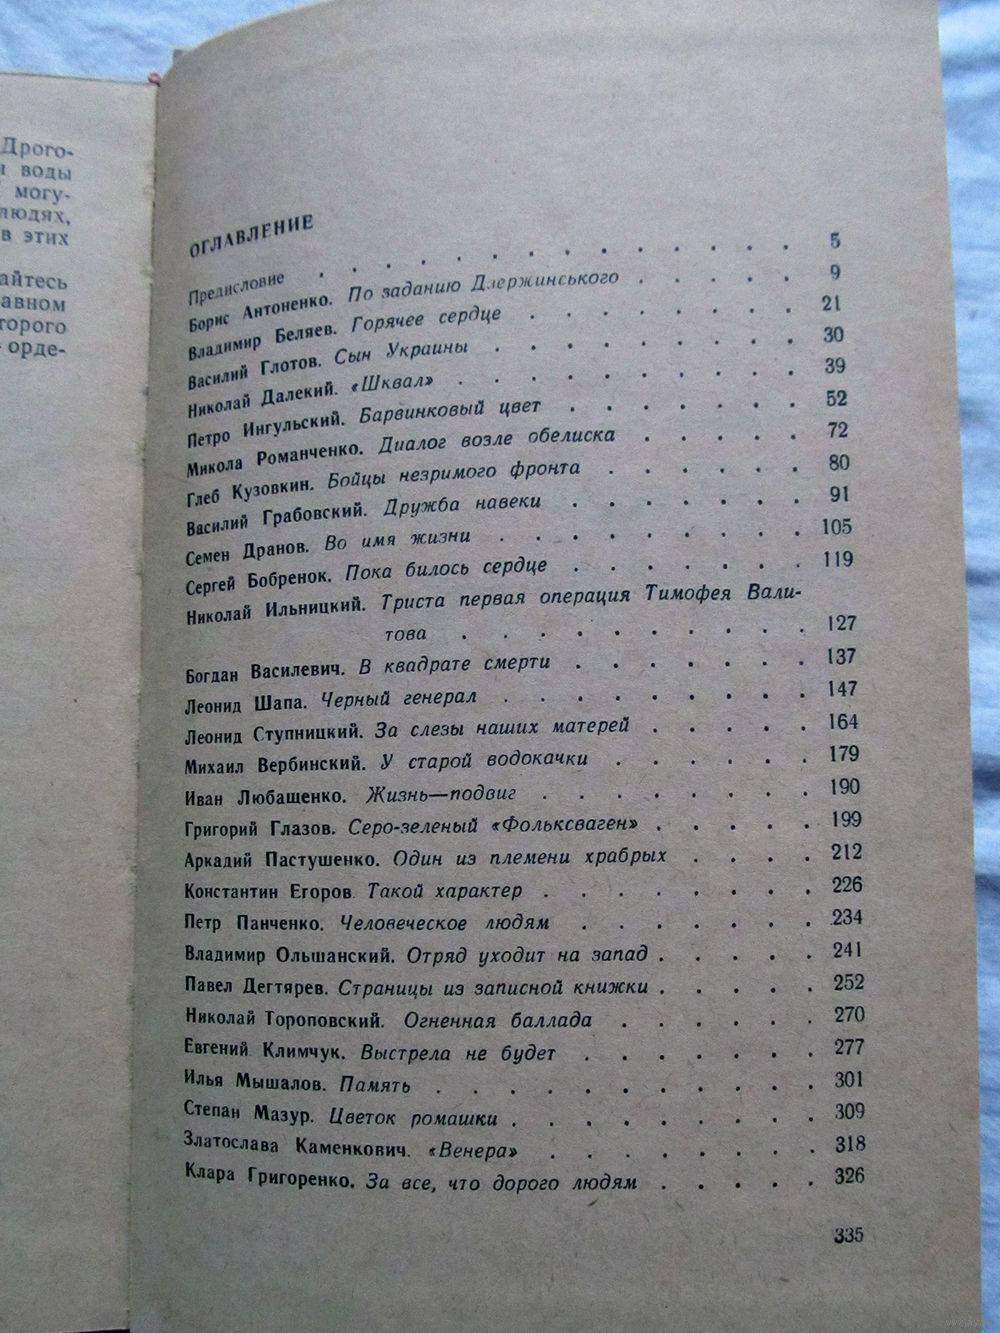 Дрого-
воды
могу-
людях,
в этих
айтесь
авном
торого
орде-
ОГЛАВЛЕНИЕ
Предисловие . . . . . . . . . . . . . 5
Борис Антоненко. По заданию Дзержинського . . . . . 9
Владимир Беляев. Горячее сердце . . . . . . . 21
Василий Глотов. Сын Украины . . . . . . . . 30
Николай Далекий. «Шквал» . . . . . . . . . 39
Петро Ингульский. Барвинковый цвет . . . . . . 52
Микола Романченко. Диалог возле обелиска . . . . . 72
Глеб Кузовкин. Бойцы незримого фронта . . . . . 80
Василий Грабовский. Дружба навеки . . . . . . 91
Семен Дранов. Во имя жизни . . . . . . . . 105
Сергей Бобренок. Пока билось сердце . . . . . . 119
Николай Ильницкий. Триста первая операция Тимофея Вали-
това . . . . . . . . . 127
Богдан Василевич. В квадрате смерти . . . . . . 137
Леонид Шапа. Черный генерал . . . . . . . . 147
Леонид Ступницкий. За слезы наших матерей . . . . 164
Михаил Вербинский. У старой водокачки . . . . . 179
Иван Любащенко. Жизнь—подвиг . . . . . . . 190
Григорий Глазов. Серо-зеленый «Фольксваген» . . . . . 199
Аркадий Пастушенко. Один из племени храбрых . . . . 212
Константин Егоров Такой характер . . . . . . . 226
Петр Панченко. Человеческое людям . . . . . . 234
Владимир Ольшанский. Отряд уходит на запад . . . . . 241
Павел Дегтярев. Страницы из записной книжки . . . . . 252
Николай Тороповский. Огненная баллада . . . . . 270
Евгений Климчук. Выстрела не будет . . . . . . 277
Илья Мышалов. Память . . . . . . . . . . 301
Степан Мазур. Цветок ромашки . . . . . . . . 309
Златослава Каменкович. «Венера» . . . . . . . 318
Клара Григоренко. За все, что дорого людям . . . . . 326
335